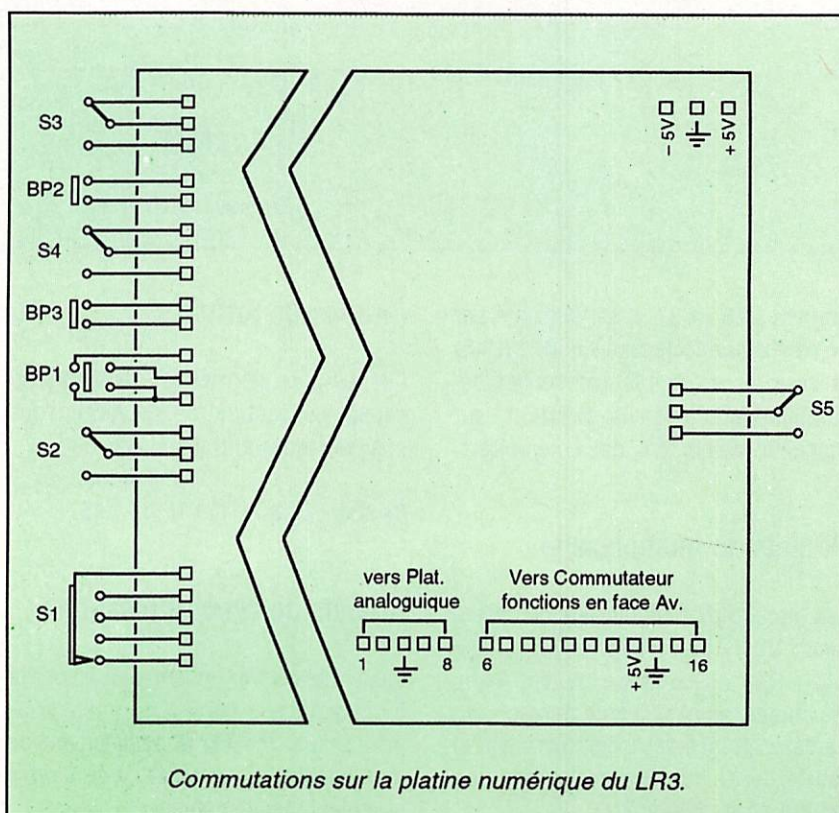 S3
BP2
S4
BP3
BP1
S2
S1
– 5V
+ 5V
S5
vers Plat.
analoguique
1
8
Vers Commutateur
fonctions en face Av.
6
+ 5V
16
Commutations sur la platine numérique du LR3.